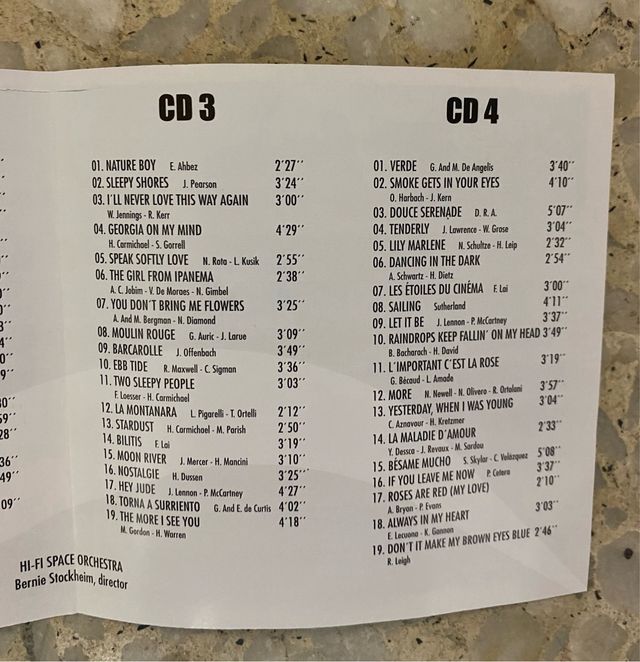 CD 3
01. NATURE BOY E. Ahbez 2´27´´
02. SLEEPY SHORES J. Pearson 3´24´´
03. I´LL NEVER LOVE THIS WAY AGAIN 3´00´´
W. Jennings - R. Kerr
04. GEORGIA ON MY MIND 4´29´´
H. Carmichael - S. Gorrell
05. SPEAK SOFTLY LOVE N. Rota - L. Kusik 2´55´´
06. THE GIRL FROM IPANEMA 2´38´´
A. C. Jobim - V. De Moraes - N. Gimbel
07. YOU DON´T BRING ME FLOWERS 3´25´´
A. And M. Bergman - N. Diamond
08. MOULIN ROUGE G. Auric - J. Larue 3´09´´
09. BARCAROLLE J. Offenbach 3´49´´
10. EBB TIDE R. Maxwell - C. Sigman 3´36´´
11. TWO SLEEPY PEOPLE 3´03´´
F. Loesser - H. Carmichael
12. LA MONTANARA L. Pigarelli - T. Ortelli 2´12´´
13. STARDUST H. Carmichael - M. Parish 2´50´´
14. BILITIS F. Lai 3´19´´
15. MOON RIVER J. Mercer - H. Mancini 3´10´´
16. NOSTALGIE H. Dussen 3´25´´
17. HEY JUDE J. Lennon - P. McCartney 4´27´´
18. TORNA A SURRIENTO G. And E. de Curtis 4´02´´
19. THE MORE I SEE YOU 4´18´´
M. Gordon - H. Warren
HI-FI SPACE ORCHESTRA
Bernie Stockheim, director
CD 4
01. VERDE G. And M. De Angelis 3´40´´
02. SMOKE GETS IN YOUR EYES 4´10´´
O. Harbach - J. Kern
03. DOUCE SERENADE D. R. A. 5´07´´
04. TENDERLY J. Lawrence - W. Grose 3´04´´
05. LILY MARLENE N. Schultze - H. Leip 2´32´´
06. DANCING IN THE DARK 2´54´´
A. Schwartz - H. Dietz
07. LES ÉTOILES DU CINÉMA F. Lai 3´00´´
08. SAILING Sutherland 4´11´´
09. LET IT BE J. Lennon - P. McCartney 3´37´´
10. RAINDROPS KEEP FALLIN´ ON MY HEAD 3´49´´
B. Bacharach - H. David
11. L´IMPORTANT C´EST LA ROSE 3´19´´
G. Bécaud - L. Amade
12. MORE N. Newell - N. Olivero - R. Ortolani 3´57´´
13. YESTERDAY, WHEN I WAS YOUNG 3´04´´
C. Aznavour - H. Kretzmer
14. LA MALADIE D´AMOUR 2´33´´
Y. Dessca - J. Revaux - M. Sardou
15. BÉSAME MUCHO S. Skylar - C. Velázquez 5´08´´
16. IF YOU LEAVE ME NOW P. Cetera 3´37´´
17. ROSES ARE RED (MY LOVE) 2´10´´
A. Bryan - P. Evans
18. ALWAYS IN MY HEART 3´03´´
E. Lecuona - K. Gannon
19. DON´T IT MAKE MY BROWN EYES BLUE 2´46´´
R. Leigh